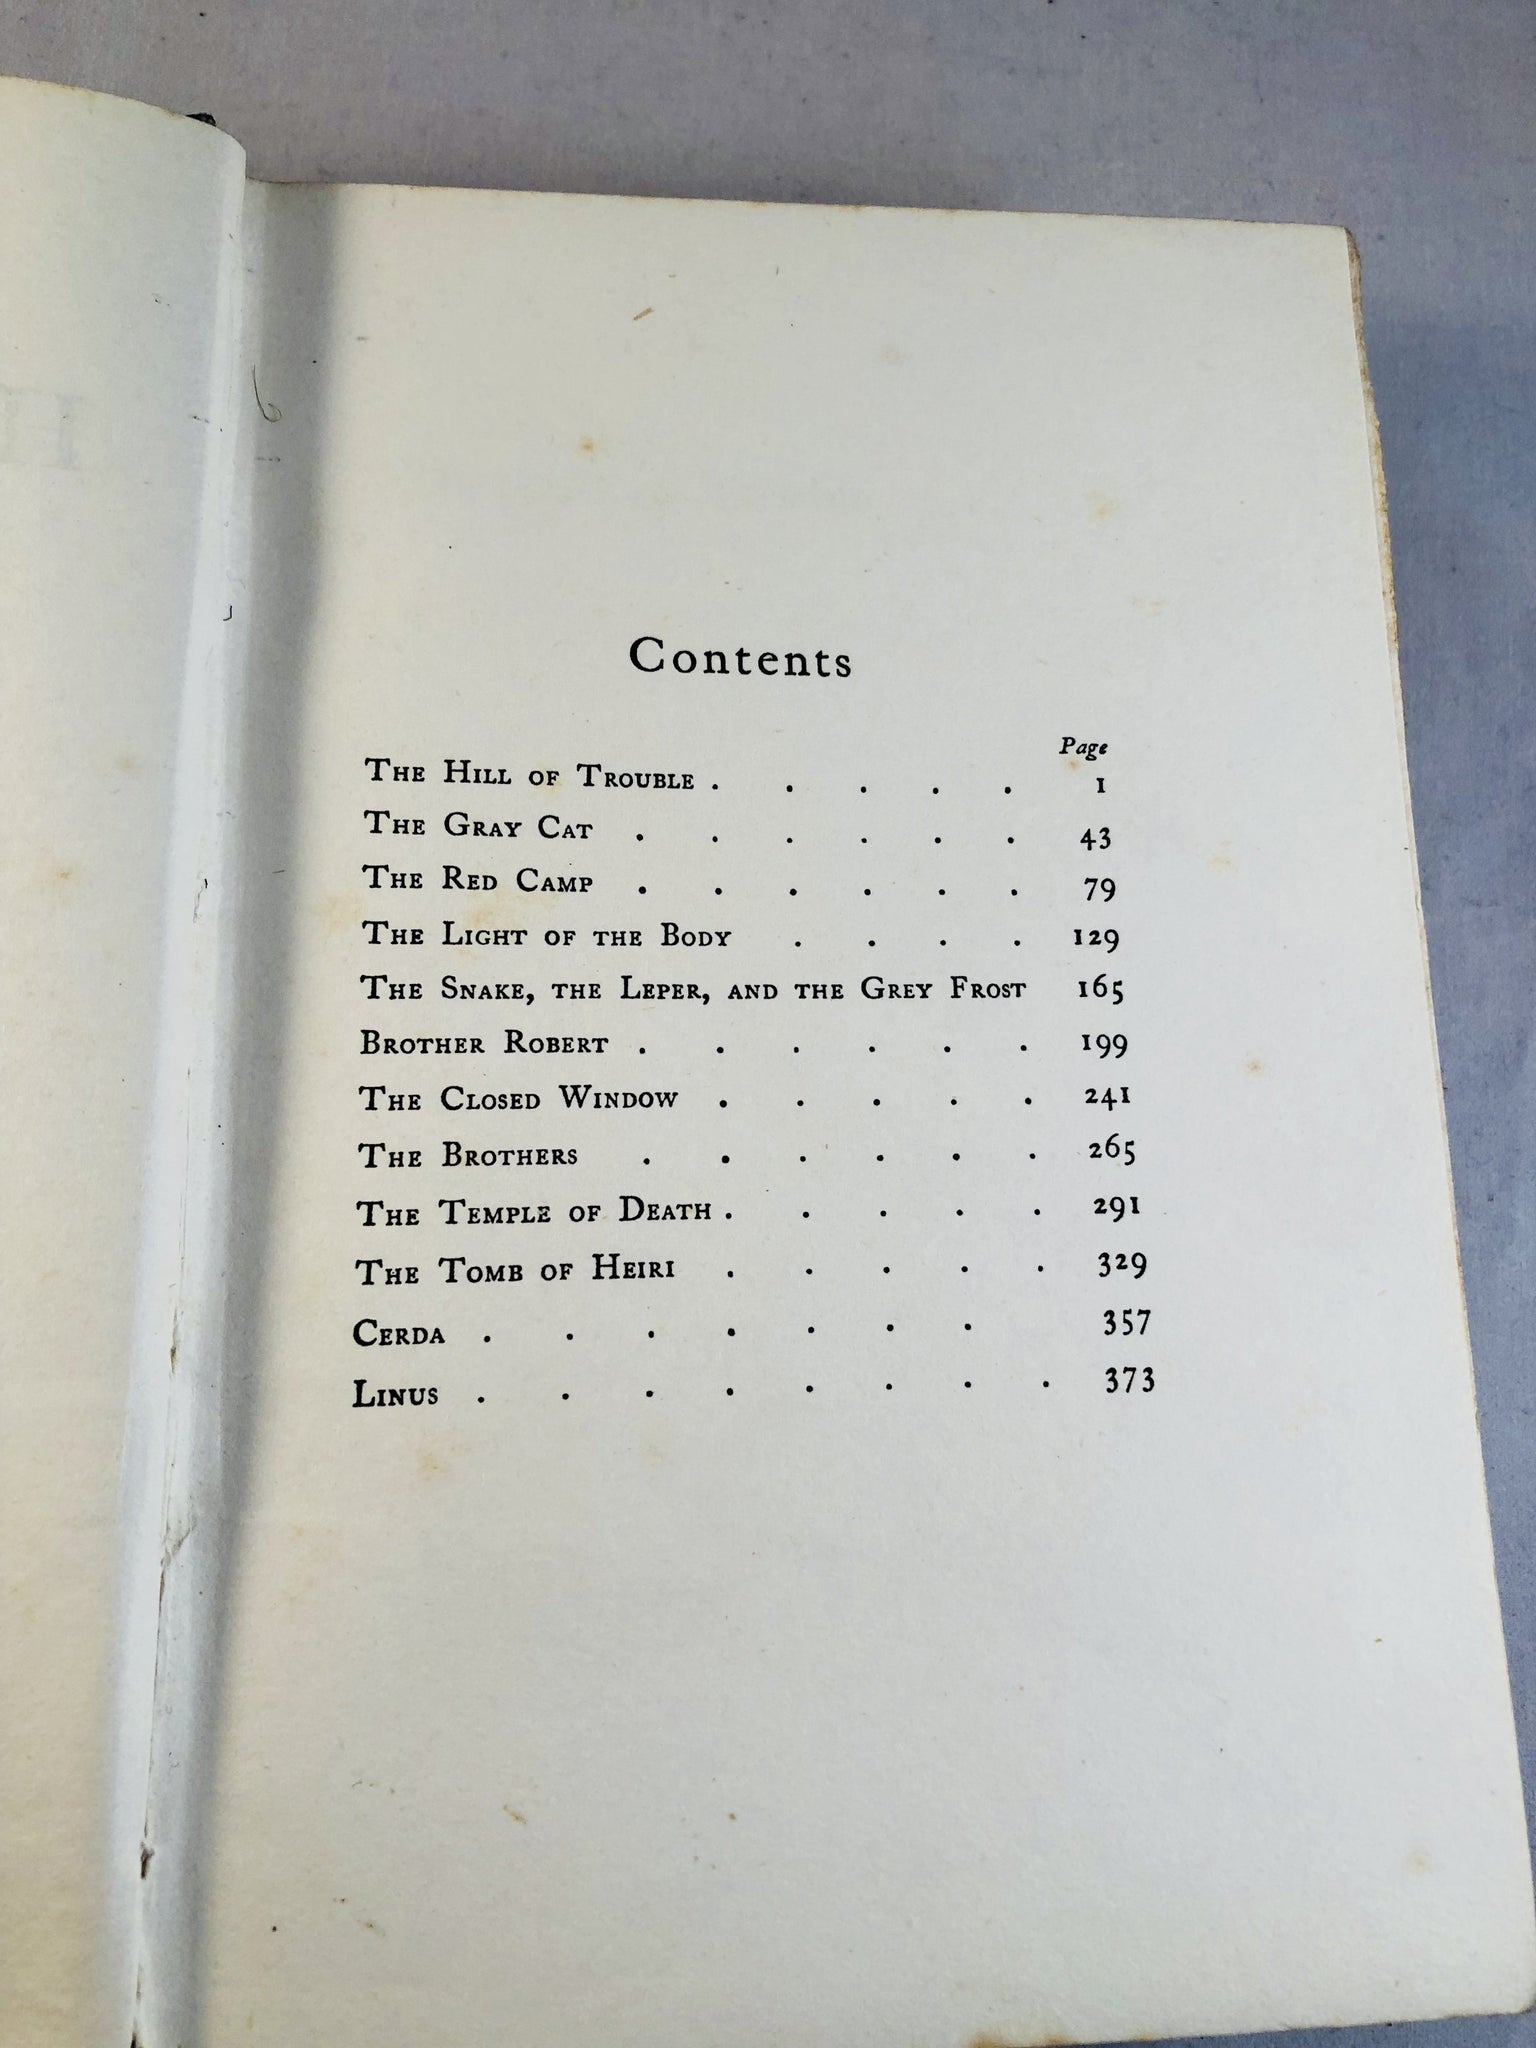 Contents
Page
The Hill of Trouble . . . . . 1
The Gray Cat . . . . . . 43
The Red Camp . . . . . . 79
The Light of the Body . . . . 129
The Snake, the Leper, and the Grey Frost 165
Brother Robert . . . . . . 199
The Closed Window . . . . . 241
The Brothers . . . . . . 265
The Temple of Death . . . . . 291
The Tomb of Heiri . . . . . 329
Cerda . . . . . . . 357
Linus . . . . . . . . 373